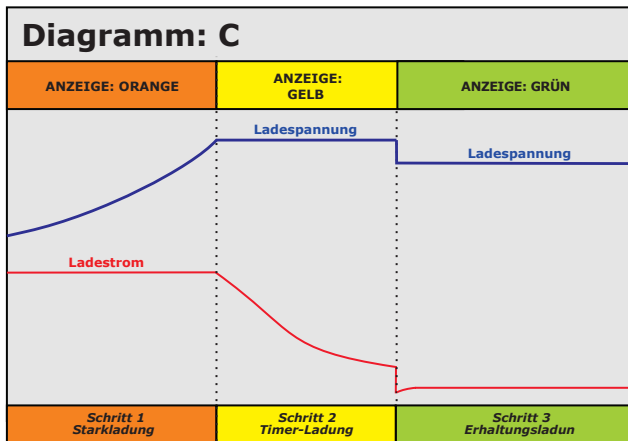 Diagramm: C
ANZEIGE: ORANGE
ANZEIGE:
GELB
ANZEIGE: GRÜN
Ladespannung
Ladespannung
Ladestrom
Schritt 1
Starkladung
Schritt 2
Timer-Ladung
Schritt 3
Erhaltungsladun